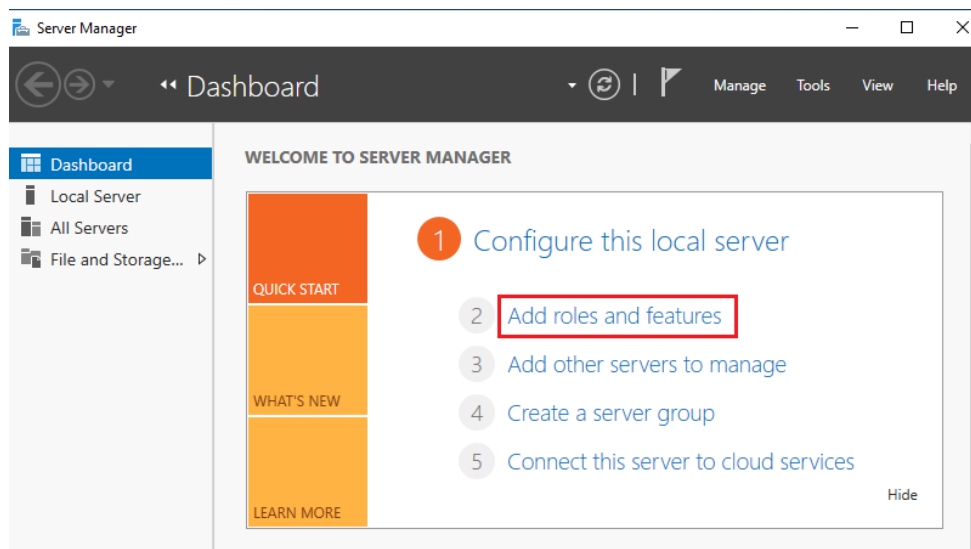 Server Manager
Dashboard
Manage Tools View Help
Dashboard
Local Server
All Servers
File and Storage...
WELCOME TO SERVER MANAGER
QUICK START
WHAT'S NEW
LEARN MORE
1 Configure this local server
2 Add roles and features
3 Add other servers to manage
4 Create a server group
5 Connect this server to cloud services
Hide